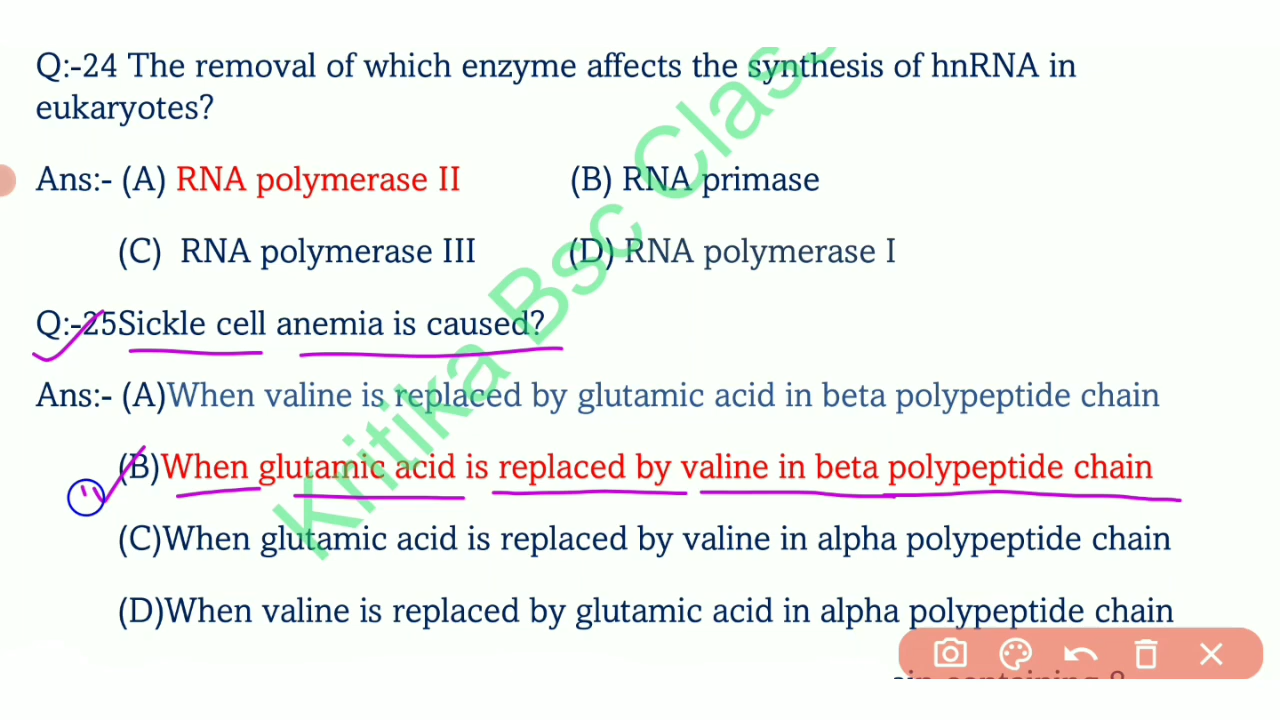 Q:-24 The removal of which enzyme affects the synthesis of hnRNA in
eukaryotes?
Ans:- (A) RNA polymerase II (B) RNA primase
(C) RNA polymerase III (D) RNA polymerase I
Q:-25Sickle cell anemia is caused?
Ans:- (A)When valine is replaced by glutamic acid in beta polypeptide chain
(B)When glutamic acid is replaced by valine in beta polypeptide chain
(C)When glutamic acid is replaced by valine in alpha polypeptide chain
(D)When valine is replaced by glutamic acid in alpha polypeptide chain
Kritika Bsc Class